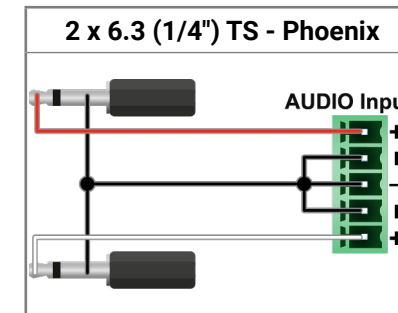 2 x 6.3 (1/4") TS - Phoenix
AUDIO Inpu
+
+